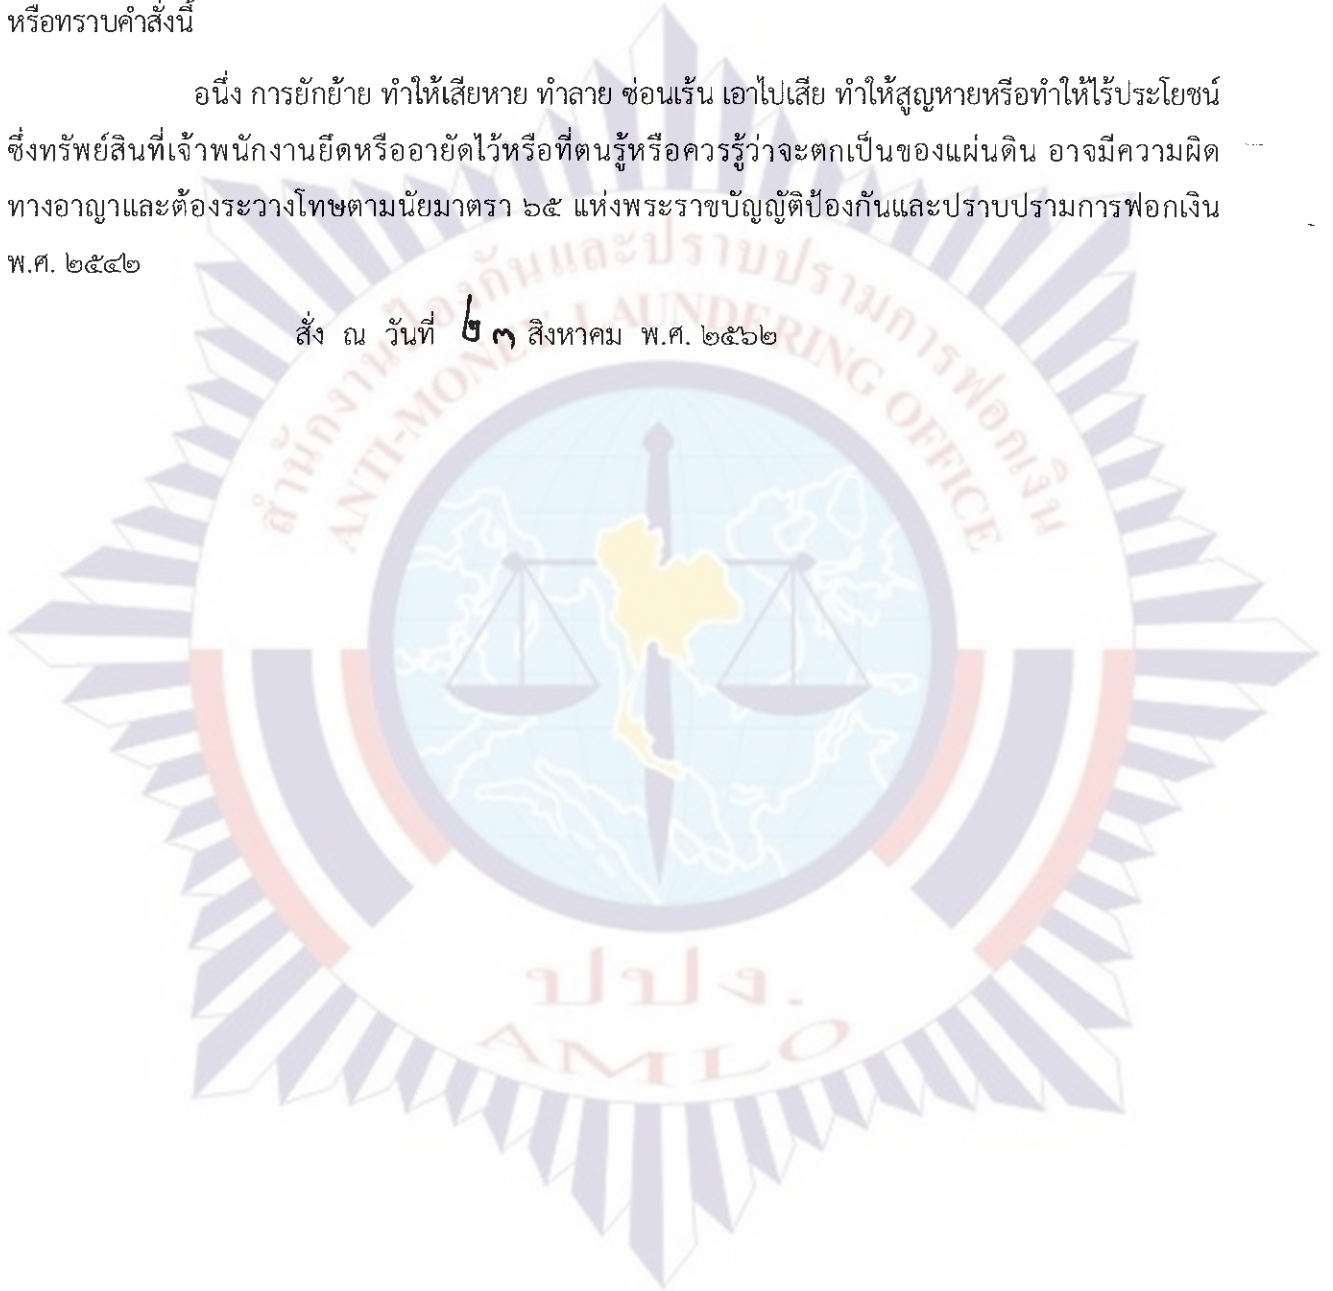 หรือทราบคำสั่งนี้
อนึ่ง การยักย้าย ทำให้เสียหาย ทำลาย ซ่อนเร้น เอาไปเสีย ทำให้สูญหายหรือทำให้ไร้ประโยชน์
ซึ่งทรัพย์สินที่เจ้าพนักงานยึดหรืออายัดไว้หรือที่ตนรู้หรือควรรู้ว่าจะตกเป็นของแผ่นดิน อาจมีความผิด
ทางอาญาและต้องระวางโทษตามนัยมาตรา ๖๕ แห่งพระราชบัญญัติป้องกันและปราบปรามการฟอกเงิน
พ.ศ. ๒๕๔๒
สั่ง ณ วันที่ ๒๓ สิงหาคม พ.ศ. ๒๕๖๒
สำนักงานป้องกันและปราบปรามการฟอกเงิน
ANTI-MONEY LAUNDERING OFFICE
ปปง.
AMLO